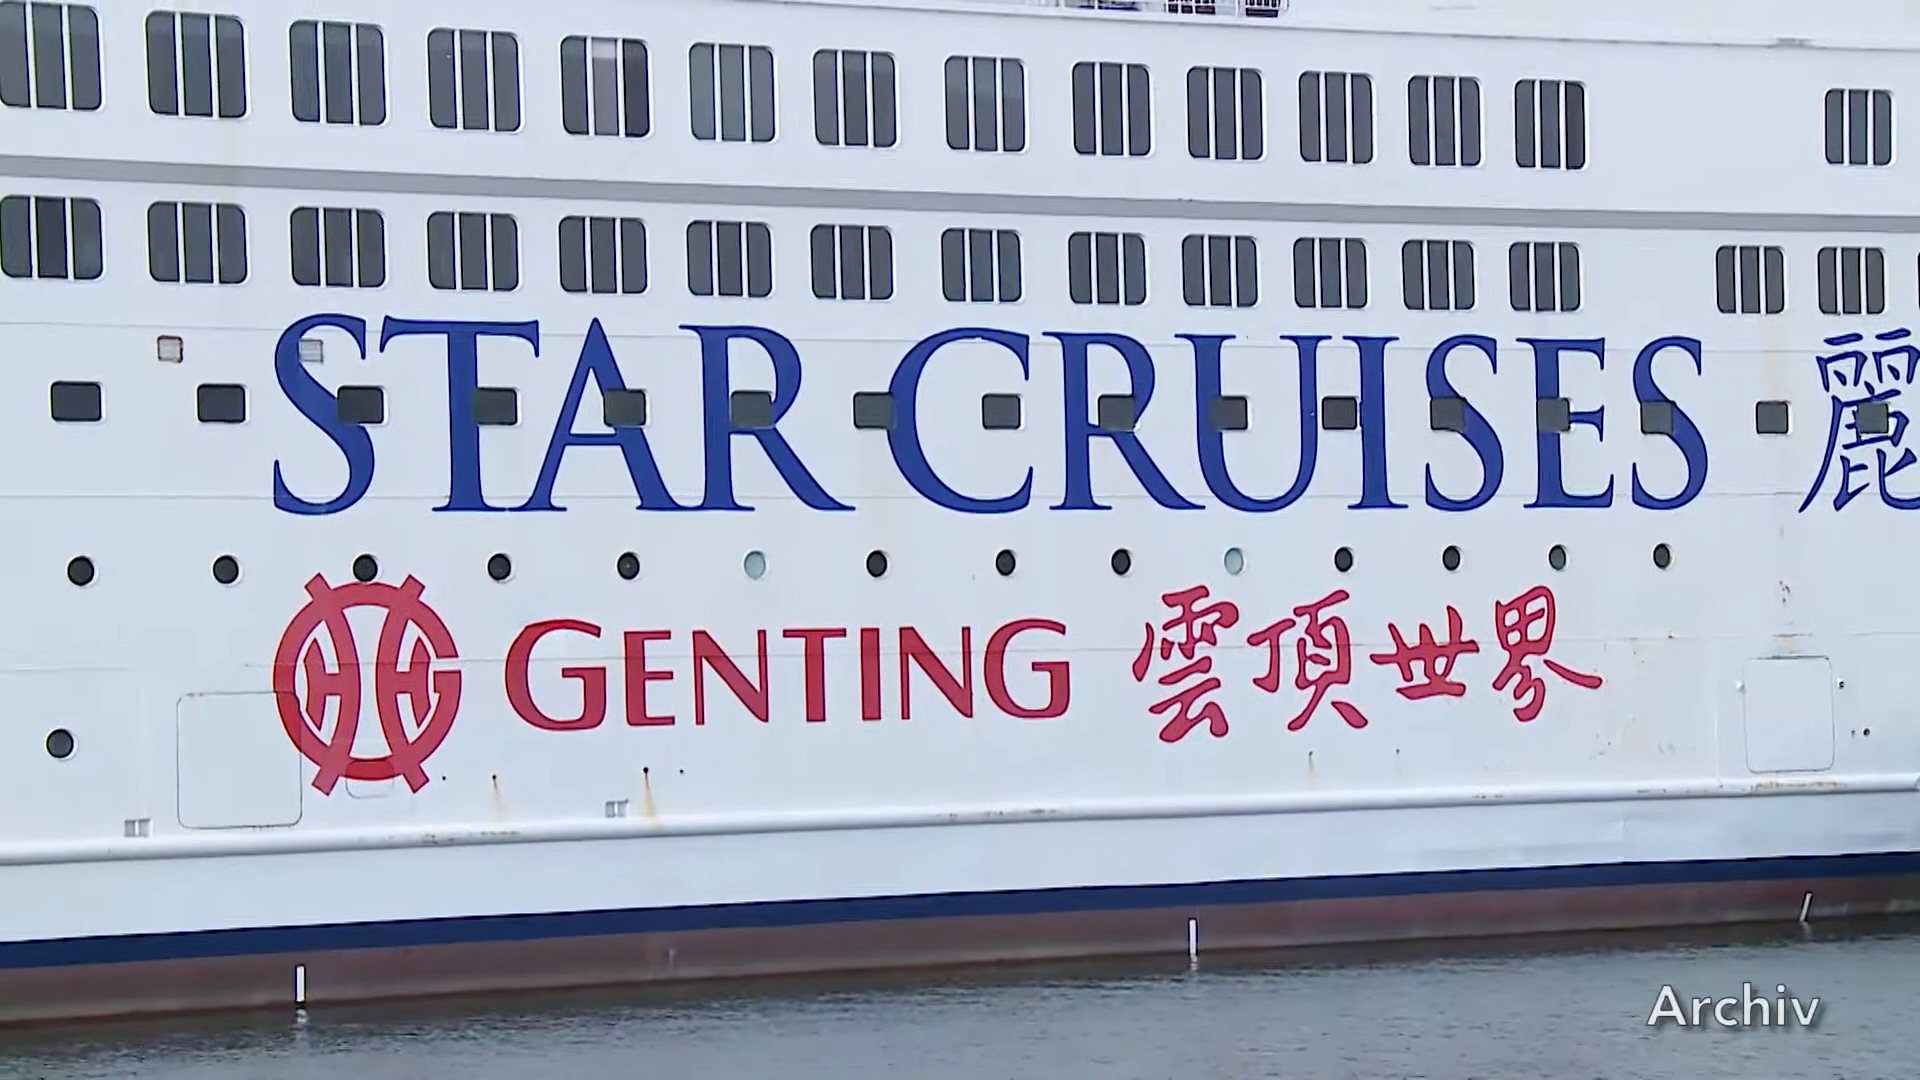 STAR CRUISES 麗
GENTING 雲頂世界
Archiv